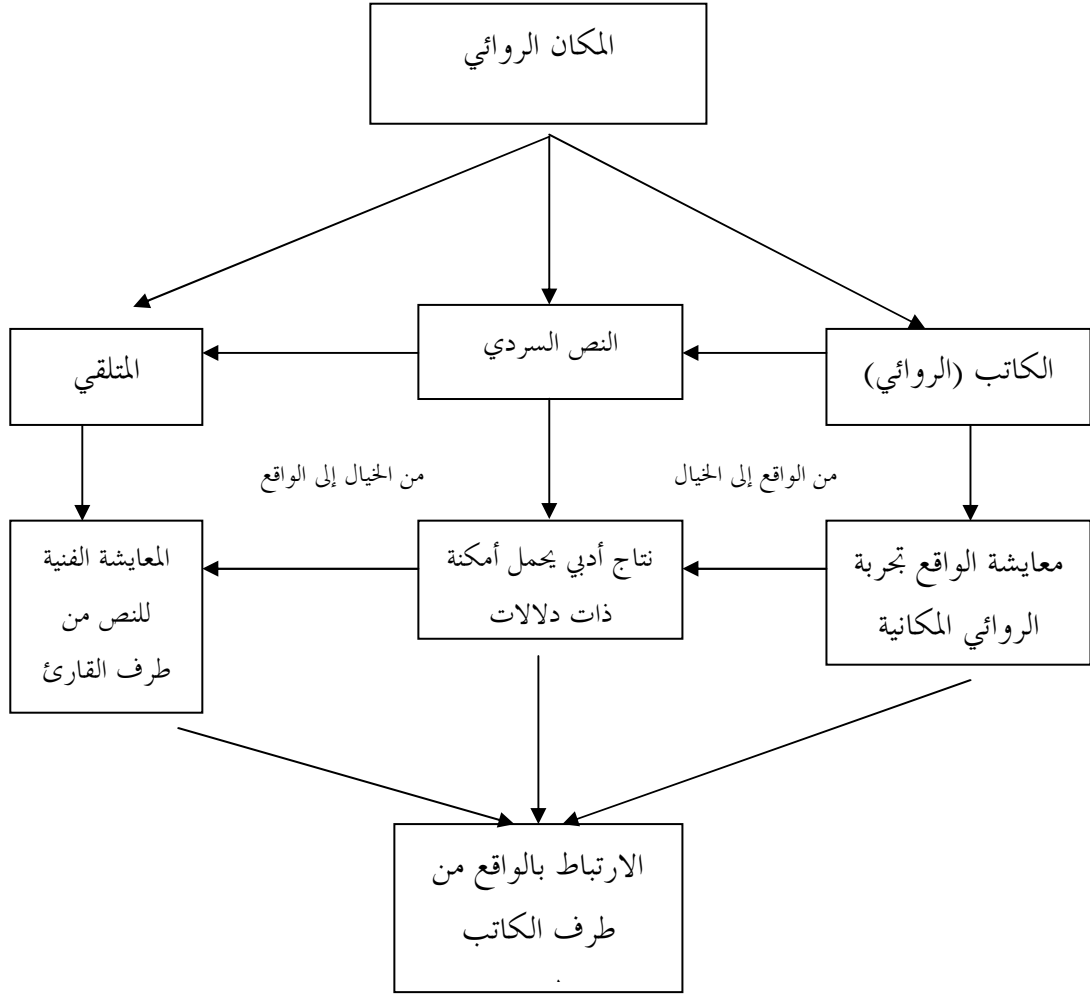 المكان الروائي
الكاتب (الروائي)
النص السردي
المتلقي
من الواقع إلى الخيال
من الخيال إلى الواقع
معايشة الواقع تجربة
الروائي المكانية
نتاج أدبي يحمل أمكنة
ذات دلالات
المعايشة الفنية
للنص من
طرف القارئ
الارتباط بالواقع من
طرف الكاتب